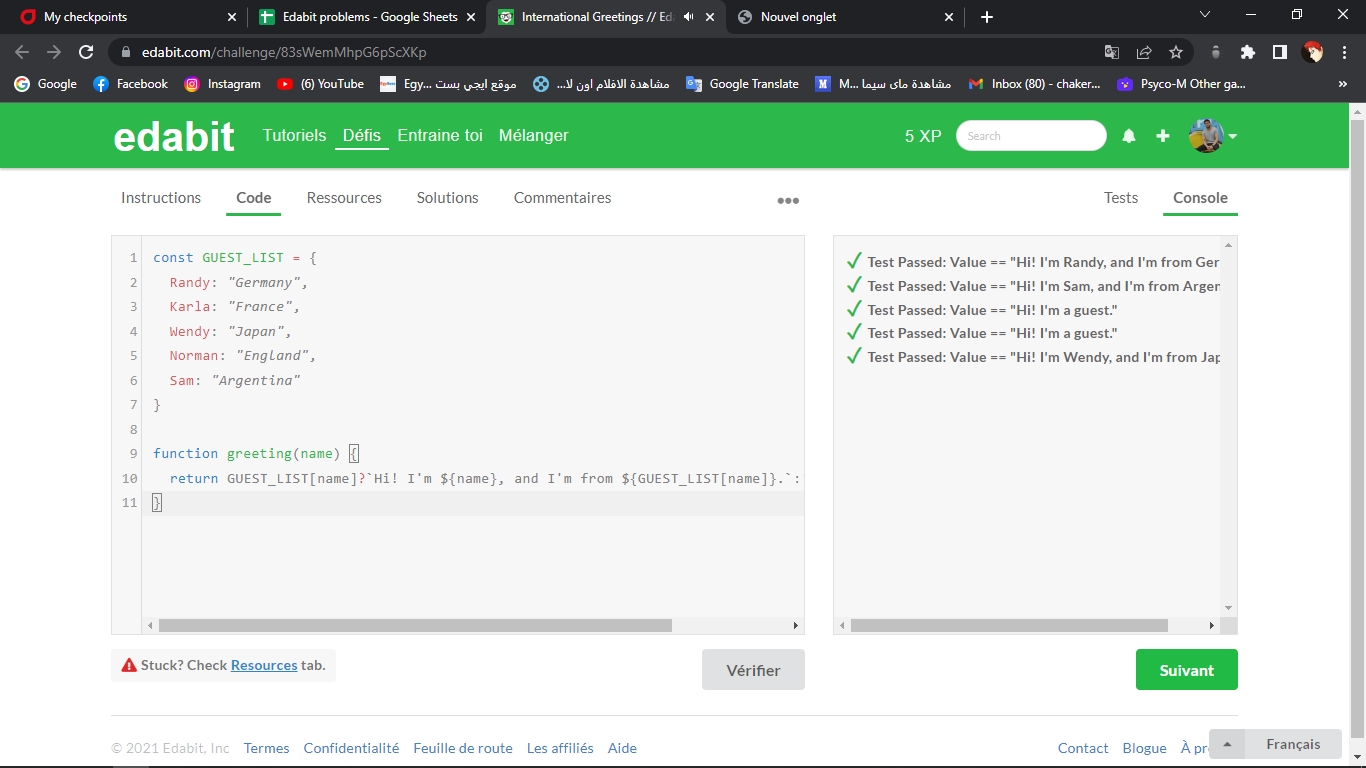 My checkpoints
Edabit problems - Google Sheets
International Greetings // Ed
Nouvel onglet
edabit.com/challenge/83sWemMhpG6pScXKp
Google
Facebook
Instagram
(6) YouTube
موقع ايجي بست ...Egy
مشاهدة الافلام اون لا...
Google Translate
مشاهدة ماى سيما ...M
Inbox (80) - chaker...
Psyco-M Other ga...
»
edabit
Tutoriels
Défis
Entraine toi
Mélanger
5 XP
Search
Instructions
Code
Ressources
Solutions
Commentaires
Tests
Console
1 const GUEST_LIST = {
2 Randy: "Germany",
3 Karla: "France",
4 Wendy: "Japan",
5 Norman: "England",
6 Sam: "Argentina"
7 }
8
9 function greeting(name) {
10 return GUEST_LIST[name]?`Hi! I'm ${name}, and I'm from ${GUEST_LIST[name]}.`:
11 }
Test Passed: Value == "Hi! I'm Randy, and I'm from Ger
Test Passed: Value == "Hi! I'm Sam, and I'm from Argen
Test Passed: Value == "Hi! I'm a guest."
Test Passed: Value == "Hi! I'm a guest."
Test Passed: Value == "Hi! I'm Wendy, and I'm from Jap
Stuck? Check Resources tab.
Vérifier
Suivant
© 2021 Edabit, Inc
Termes
Confidentialité
Feuille de route
Les affiliés
Aide
Contact
Blogue
À pr
Français